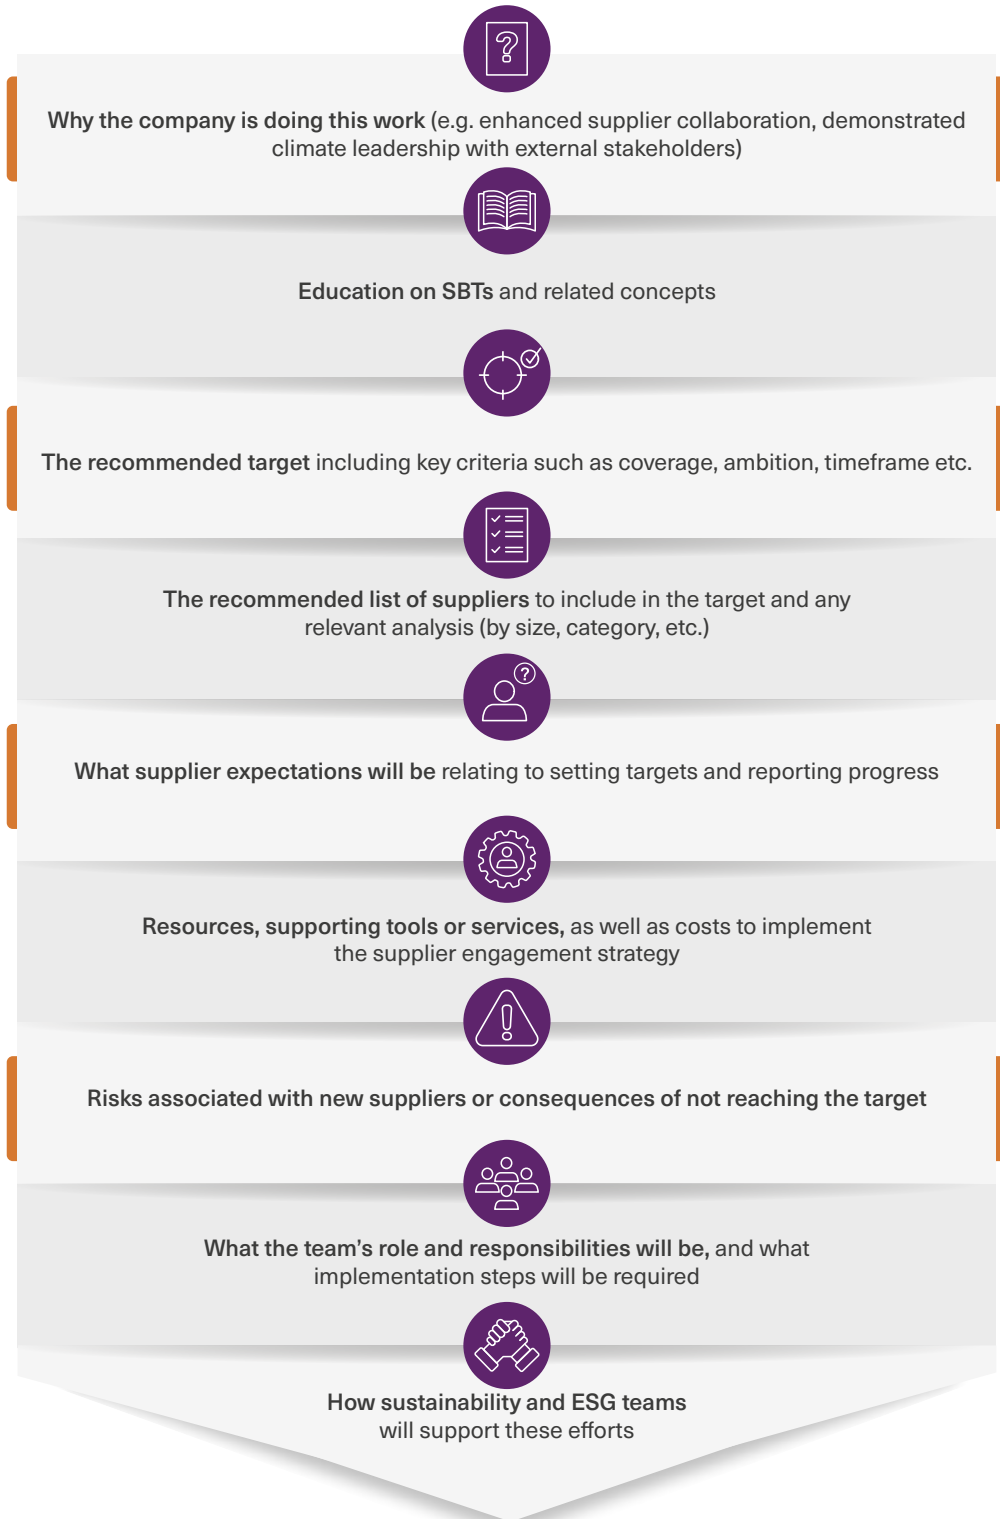 ?
Why the company is doing this work (e.g. enhanced supplier collaboration, demonstrated
climate leadership with external stakeholders)
Education on SBTs and related concepts
The recommended target including key criteria such as coverage, ambition, timeframe etc.
The recommended list of suppliers to include in the target and any
relevant analysis (by size, category, etc.)
?
What supplier expectations will be relating to setting targets and reporting progress
Resources, supporting tools or services, as well as costs to implement
the supplier engagement strategy
!
Risks associated with new suppliers or consequences of not reaching the target
What the team’s role and responsibilities will be, and what
implementation steps will be required
How sustainability and ESG teams
will support these efforts